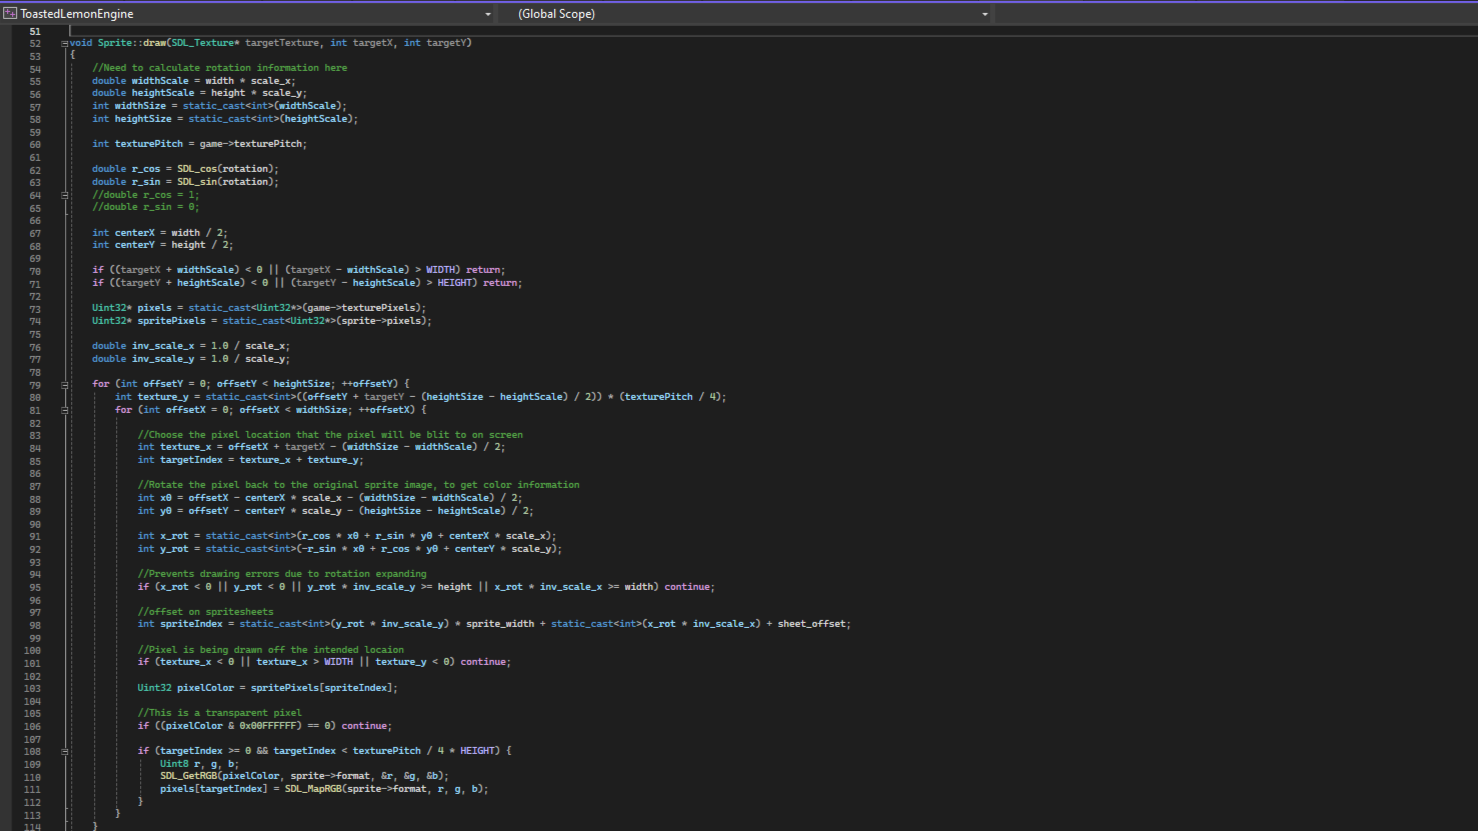 ToastedLemonEngine (Global Scope)
51
52 void Sprite::draw(SDL_Texture* targetTexture, int targetX, int targetY)
53 {
54 //Need to calculate rotation information here
55 double widthScale = width * scale_x;
56 double heightScale = height * scale_y;
57 int widthSize = static_cast<int>(widthScale);
58 int heightSize = static_cast<int>(heightScale);
59
60 int texturePitch = game->texturePitch;
61
62 double r_cos = SDL_cos(rotation);
63 double r_sin = SDL_sin(rotation);
64 //double r_cos = 1;
65 //double r_sin = 0;
66
67 int centerX = width / 2;
68 int centerY = height / 2;
69
70 if ((targetX + widthScale) < 0 || (targetX - widthScale) > WIDTH) return;
71 if ((targetY + heightScale) < 0 || (targetY - heightScale) > HEIGHT) return;
72
73 Uint32* pixels = static_cast<Uint32*>(game->texturePixels);
74 Uint32* spritePixels = static_cast<Uint32*>(sprite->pixels);
75
76 double inv_scale_x = 1.0 / scale_x;
77 double inv_scale_y = 1.0 / scale_y;
78
79 for (int offsetY = 0; offsetY < heightSize; ++offsetY) {
80 int texture_y = static_cast<int>((offsetY + targetY - (heightSize - heightScale) / 2)) * (texturePitch / 4);
81 for (int offsetX = 0; offsetX < widthSize; ++offsetX) {
82
83 //Choose the pixel location that the pixel will be blit to on screen
84 int texture_x = offsetX + targetX - (widthSize - widthScale) / 2;
85 int targetIndex = texture_x + texture_y;
86
87 //Rotate the pixel back to the original sprite image, to get color information
88 int x0 = offsetX - centerX * scale_x - (widthSize - widthScale) / 2;
89 int y0 = offsetY - centerY * scale_y - (heightSize - heightScale) / 2;
90
91 int x_rot = static_cast<int>(r_cos * x0 + r_sin * y0 + centerX * scale_x);
92 int y_rot = static_cast<int>(-r_sin * x0 + r_cos * y0 + centerY * scale_y);
93
94 //Prevents drawing errors due to rotation expanding
95 if (x_rot < 0 || y_rot < 0 || y_rot * inv_scale_y >= height || x_rot * inv_scale_x >= width) continue;
96
97 //offset on spritesheets
98 int spriteIndex = static_cast<int>(y_rot * inv_scale_y) * sprite_width + static_cast<int>(x_rot * inv_scale_x) + sheet_offset;
99
100 //Pixel is being drawn off the intended locaion
101 if (texture_x < 0 || texture_x > WIDTH || texture_y < 0) continue;
102
103 Uint32 pixelColor = spritePixels[spriteIndex];
104
105 //This is a transparent pixel
106 if ((pixelColor & 0x00FFFFFF) == 0) continue;
107
108 if (targetIndex >= 0 && targetIndex < texturePitch / 4 * HEIGHT) {
109 Uint8 r, g, b;
110 SDL_GetRGB(pixelColor, sprite->format, &r, &g, &b);
111 pixels[targetIndex] = SDL_MapRGB(sprite->format, r, g, b);
112 }
113 }
114 }